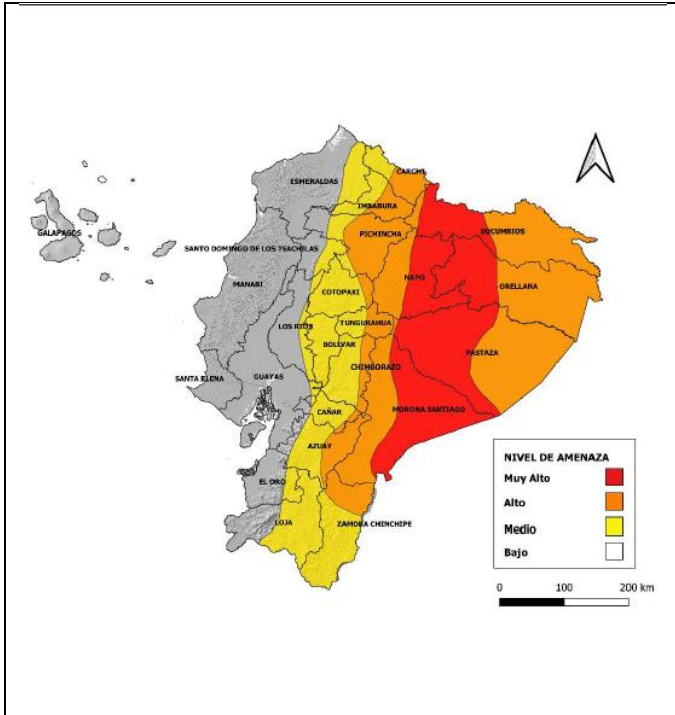 CARCHI
ESMERALDAS
IMBABURA
PICHINCHA
SUCUMBIOS
GALAPAGOS
SANTO DOMINGO DE LOS TSACHILAS
NAPO
MANABI
COTOPAXI
ORELLANA
LOS RIOS
TUNGURAHUA
BOLIVAR
PASTAZA
CHIMBORAZO
SANTA ELENA
GUAYAS
MORONA SANTIAGO
CAÑAR
AZUAY
EL ORO
LOJA
ZAMORA CHINCHIPE
NIVEL DE AMENAZA
Muy Alto
Alto
Medio
Bajo
0 100 200 km